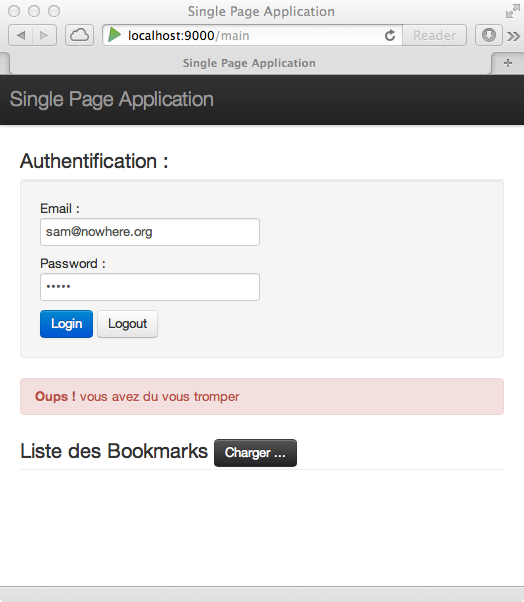 Single Page Application
localhost:9000/main
Reader
Single Page Application
Single Page Application
Authentification :
Email :
sam@nowhere.org
Password :
•••••
Login Logout
Oups ! vous avez du vous tromper
Liste des Bookmarks Charger ...